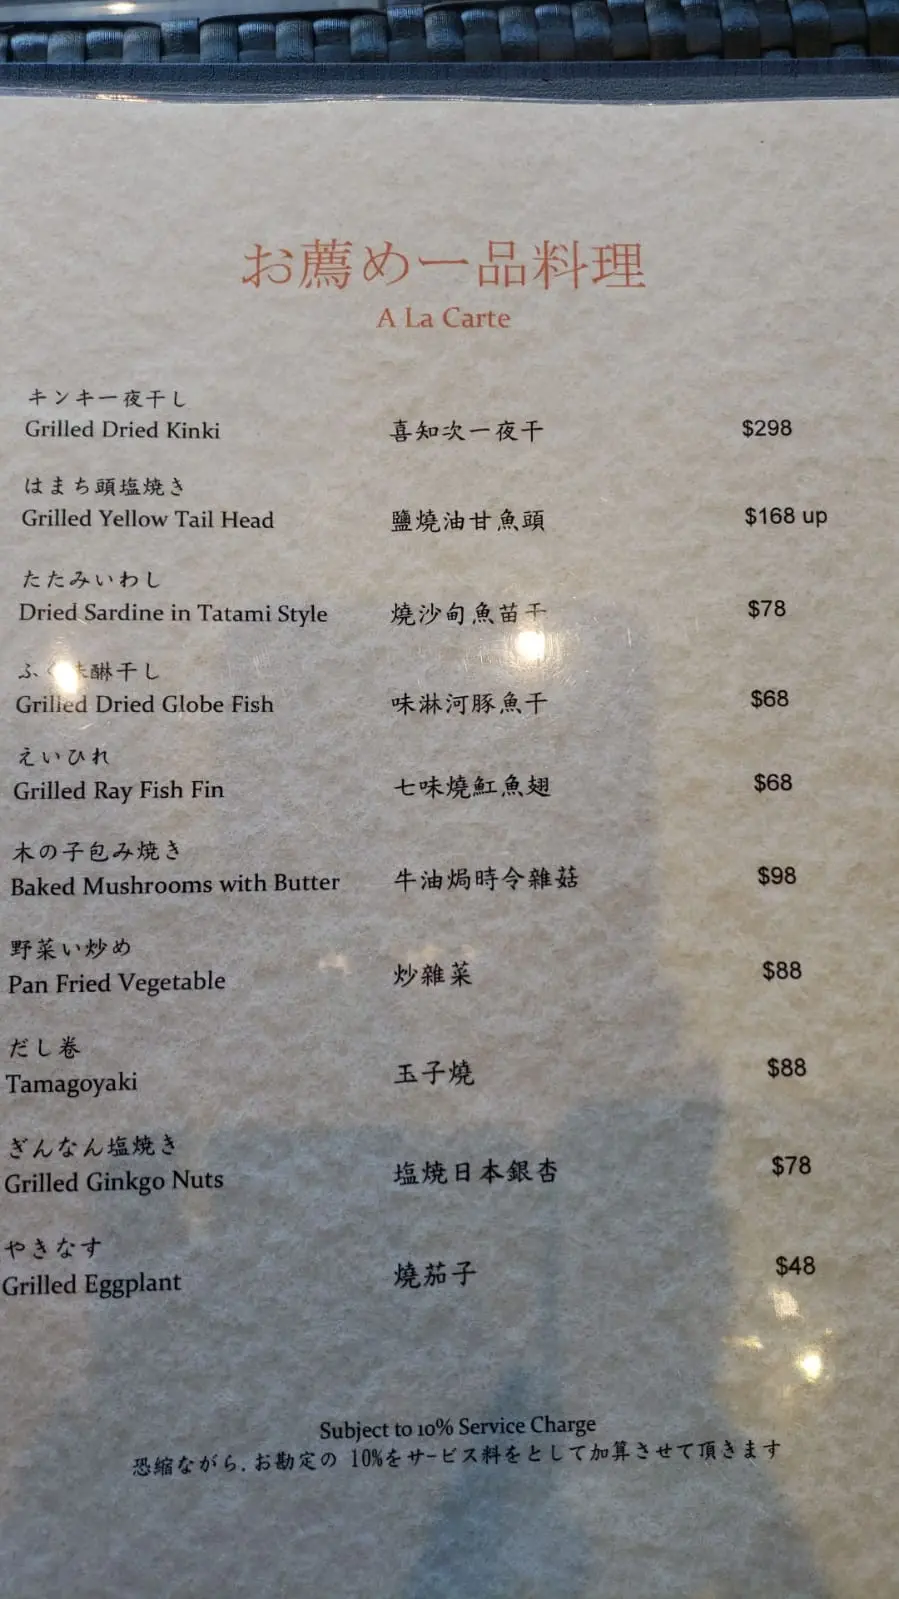 お薦め一品料理
A La Carte
キンキ一夜干し
Grilled Dried Kinki 喜知次一夜干 $298
はまち頭塩焼き
Grilled Yellow Tail Head 鹽燒油甘魚頭 $168 up
たたみいわし
Dried Sardine in Tatami Style 燒沙甸魚苗干 $78
ふ 醂干し
Grilled Dried Globe Fish 味淋河豚魚干 $68
えいひれ
Grilled Ray Fish Fin 七味燒魟魚翅 $68
木の子包み焼き
Baked Mushrooms with Butter 牛油焗時令雜菇 $98
野菜い炒め
Pan Fried Vegetable 炒雜菜 $88
だし巻
Tamagoyaki 玉子燒 $88
ぎんなん塩焼き
Grilled Ginkgo Nuts 塩焼日本銀杏 $78
やきなす
Grilled Eggplant 燒茄子 $48
Subject to 10% Service Charge
恐縮ながら､お勘定の 10%をサービス料をとして加算させて頂きます